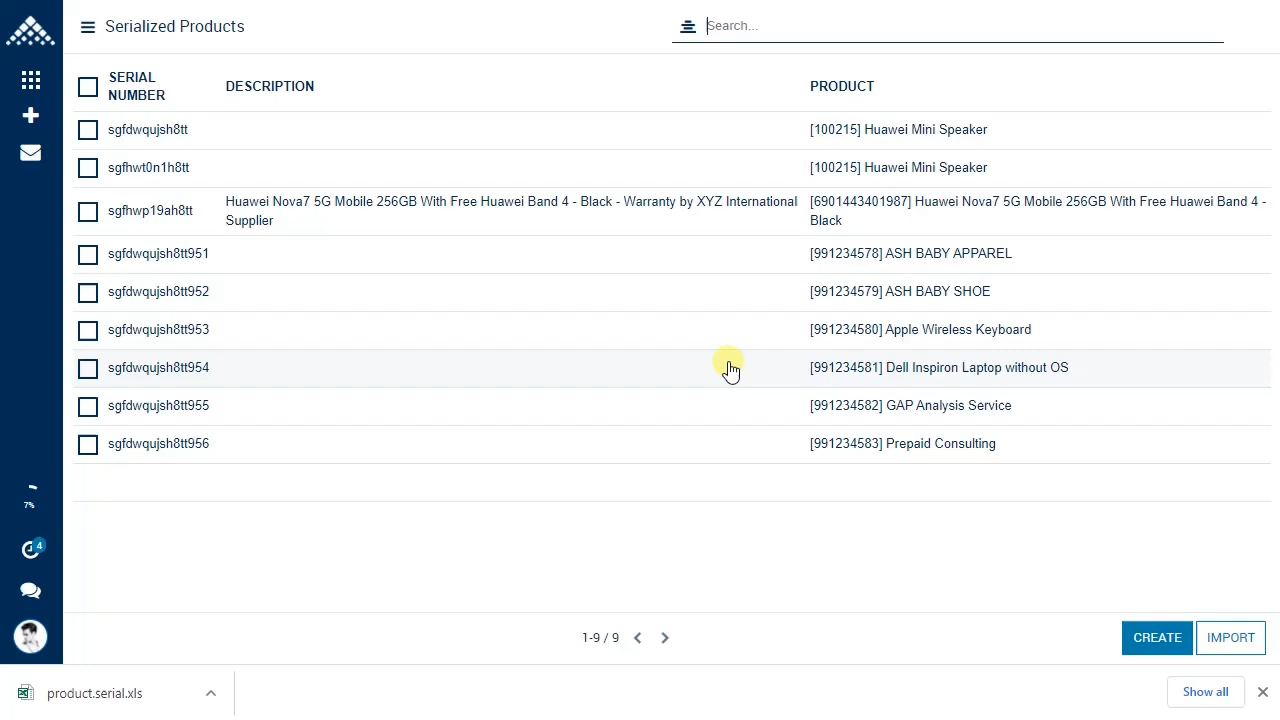 Serialized Products
Search...
SERIAL
NUMBER
DESCRIPTION
PRODUCT
sgfdwqujsh8tt
[100215] Huawei Mini Speaker
sgfhwt0n1h8tt
[100215] Huawei Mini Speaker
sgfhwp19ah8tt
Huawei Nova7 5G Mobile 256GB With Free Huawei Band 4 - Black - Warranty by XYZ International
Supplier
[6901443401987] Huawei Nova7 5G Mobile 256GB With Free Huawei Band 4 -
Black
sgfdwqujsh8tt951
[991234578] ASH BABY APPAREL
sgfdwqujsh8tt952
[991234579] ASH BABY SHOE
sgfdwqujsh8tt953
[991234580] Apple Wireless Keyboard
sgfdwqujsh8tt954
[991234581] Dell Inspiron Laptop without OS
sgfdwqujsh8tt955
[991234582] GAP Analysis Service
sgfdwqujsh8tt956
[991234583] Prepaid Consulting
7%
4
1-9 / 9
CREATE
IMPORT
product.serial.xls
Show all